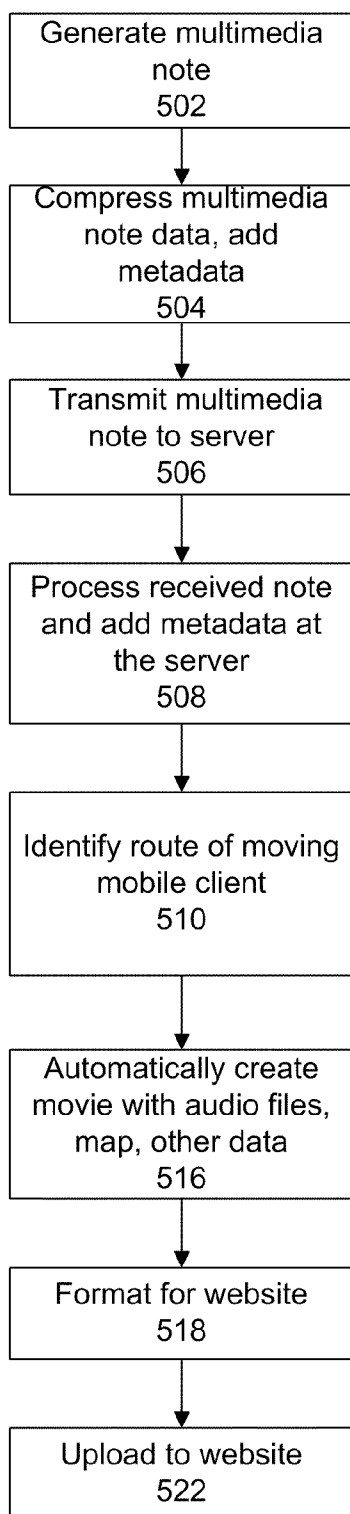 Generate multimedia
note
502
Compress multimedia
note data, add
metadata
504
Transmit multimedia
note to server
506
Process received note
and add metadata at
the server
508
Identify route of moving
mobile client
510
Automatically create
movie with audio files,
map, other data
516
Format for website
518
Upload to website
522